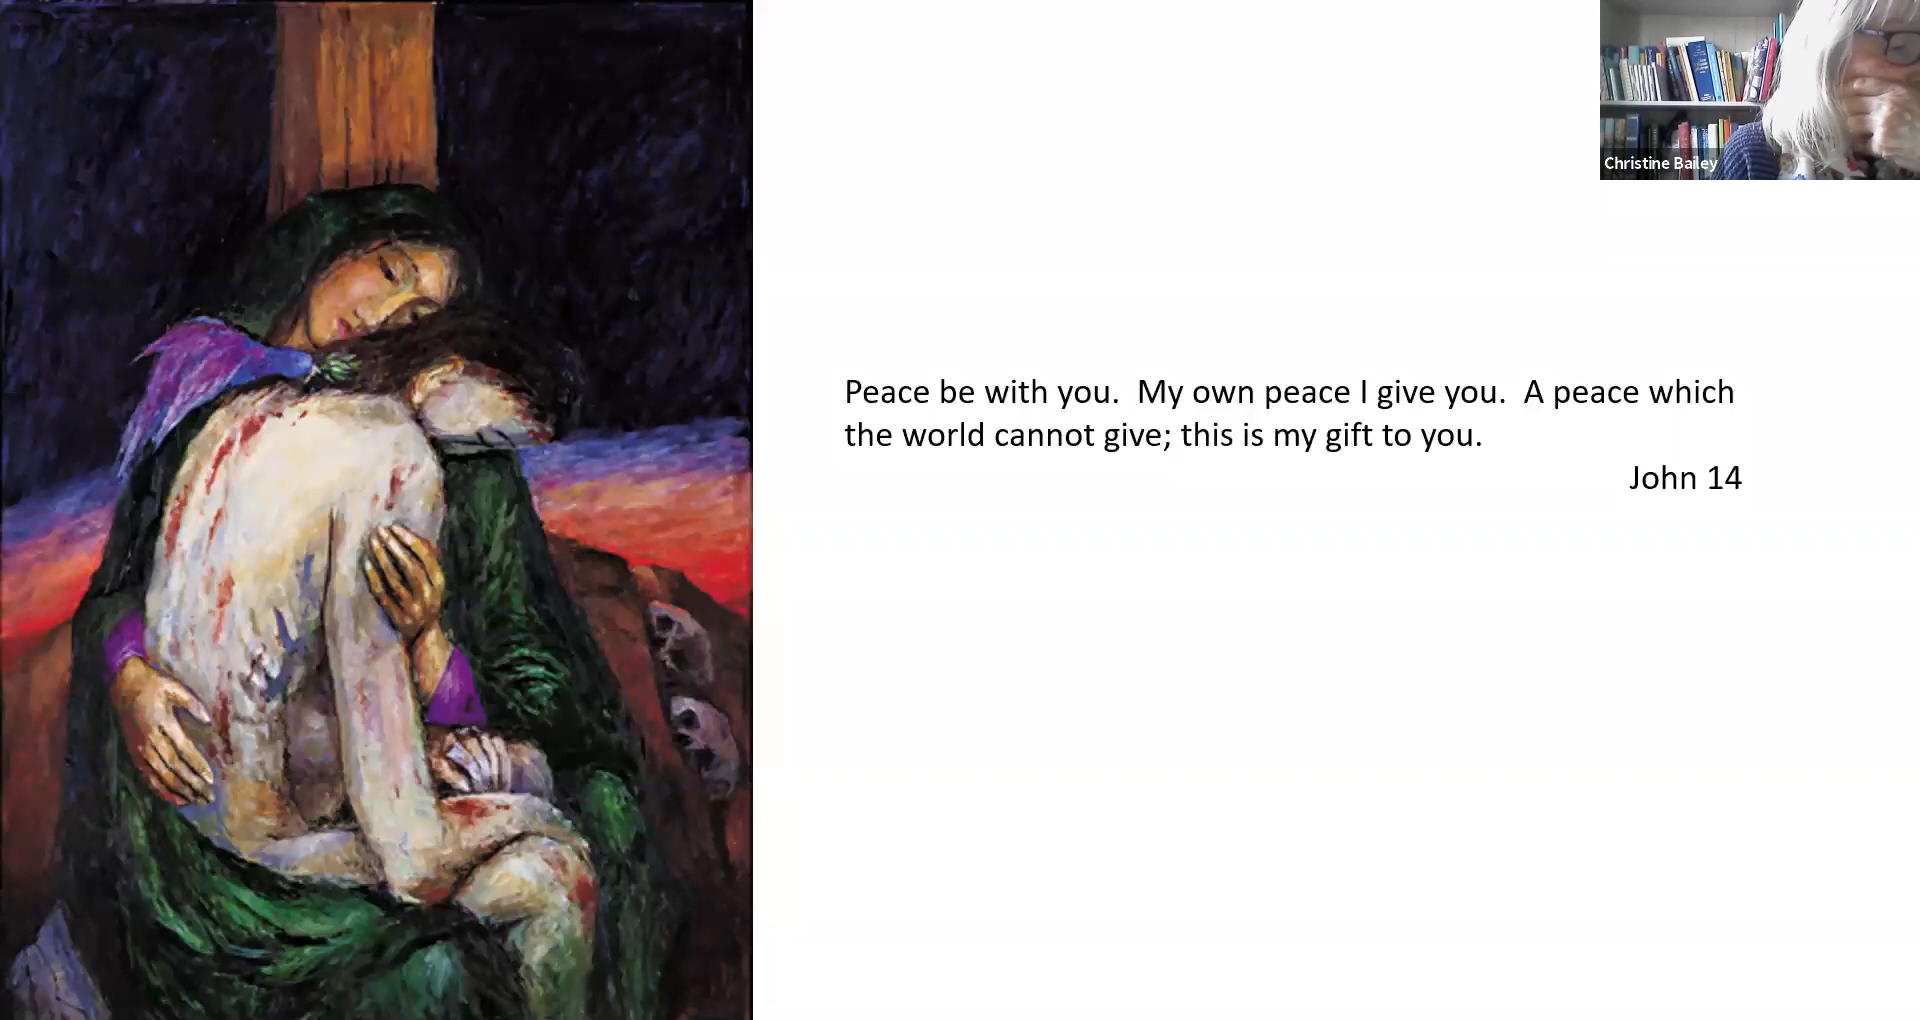 Christine Bailey
Peace be with you.  My own peace I give you.  A peace which
the world cannot give; this is my gift to you.
John 14